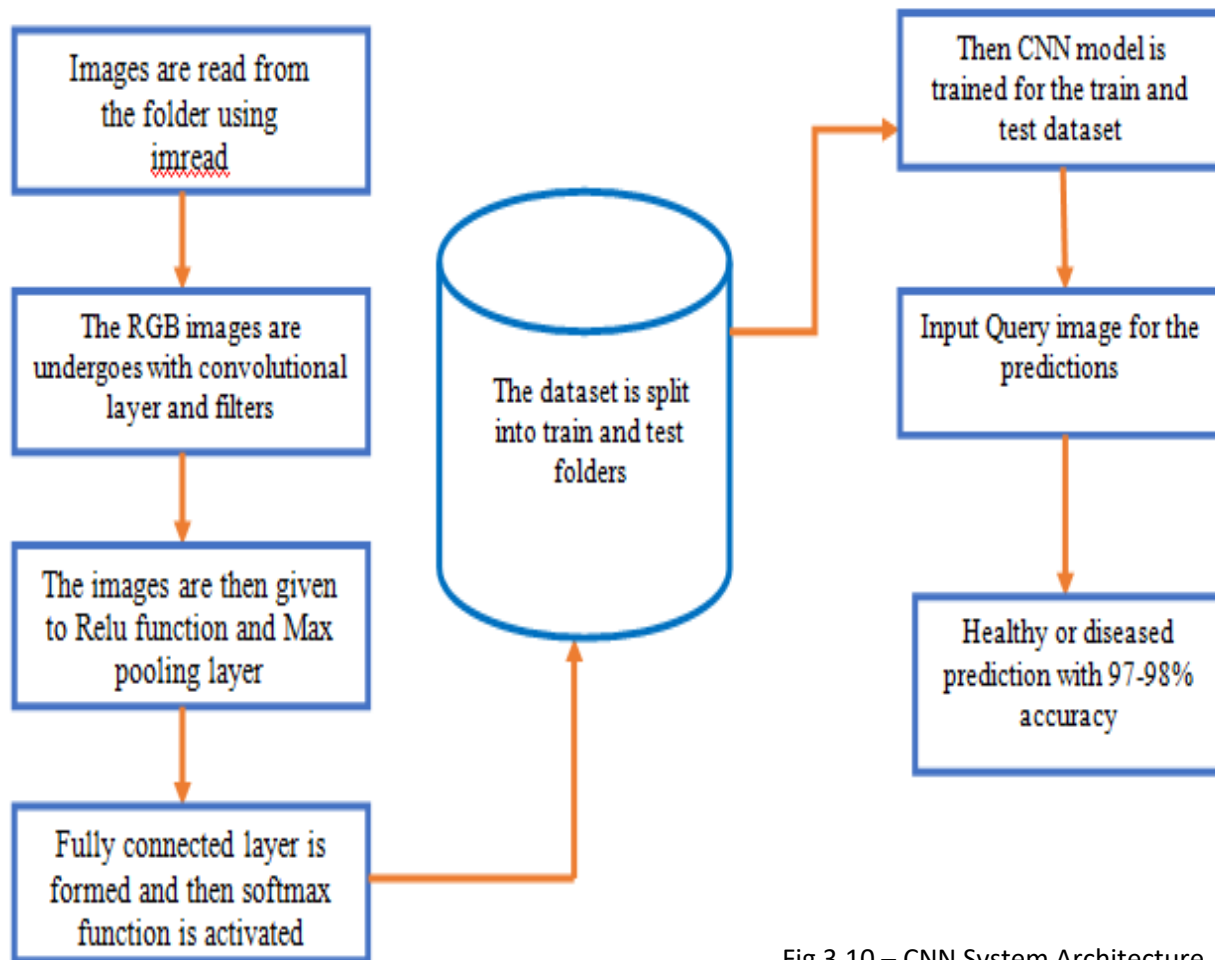 Images are read from
the folder using
imread
The RGB images are
undergoes with convolutional
layer and filters
The images are then given
to Relu function and Max
pooling layer
Fully connected layer is
formed and then softmax
function is activated
The dataset is split
into train and test
folders
Then CNN model is
trained for the train and
test dataset
Input Query image for the
predictions
Healthy or diseased
prediction with 97-98%
accuracy
Fig 3.10 – CNN System Architecture